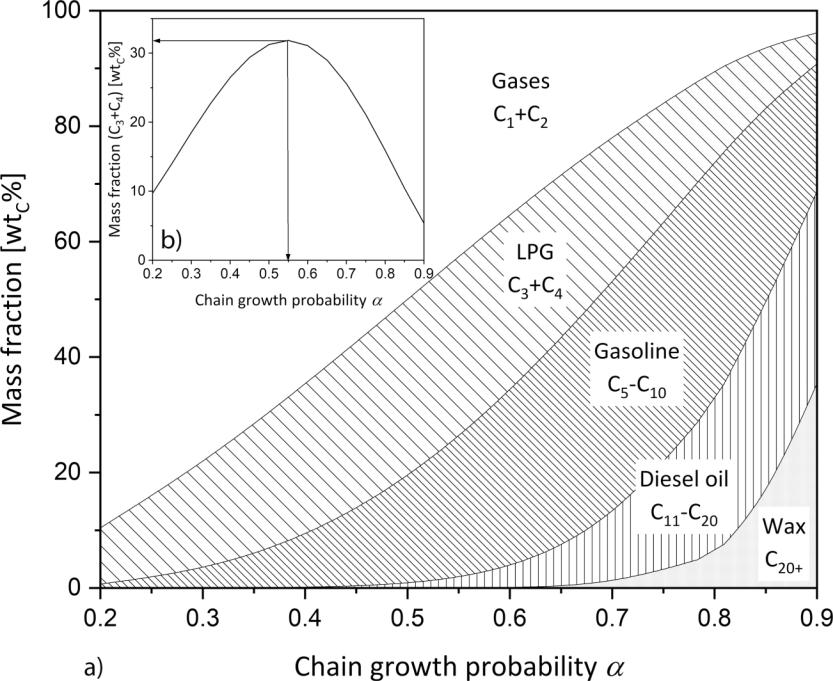 100
80
60
40
20
0
Mass fraction [wt_C%]
0.2 0.3 0.4 0.5 0.6 0.7 0.8 0.9
a) Chain growth probability α
Gases
C₁+C₂
LPG
C₃+C₄
Gasoline
C₅-C₁₀
Diesel oil
C₁₁-C₂₀
Wax
C₂₀₊
30
20
10
0
Mass fraction (C₃+C₄) [wt_C%]
b)
0.2 0.3 0.4 0.5 0.6 0.7 0.8 0.9
Chain growth probability α